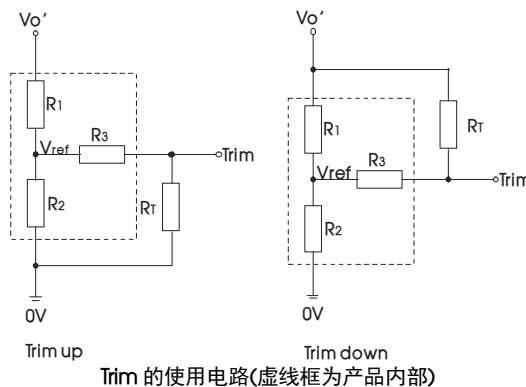 Vo'
R1
R3
Vref
Trim
R2
RT
0V
Trim up
Vo'
R1
RT
Vref
R3
Trim
R2
0V
Trim down
Trim 的使用电路(虚线框为产品内部)